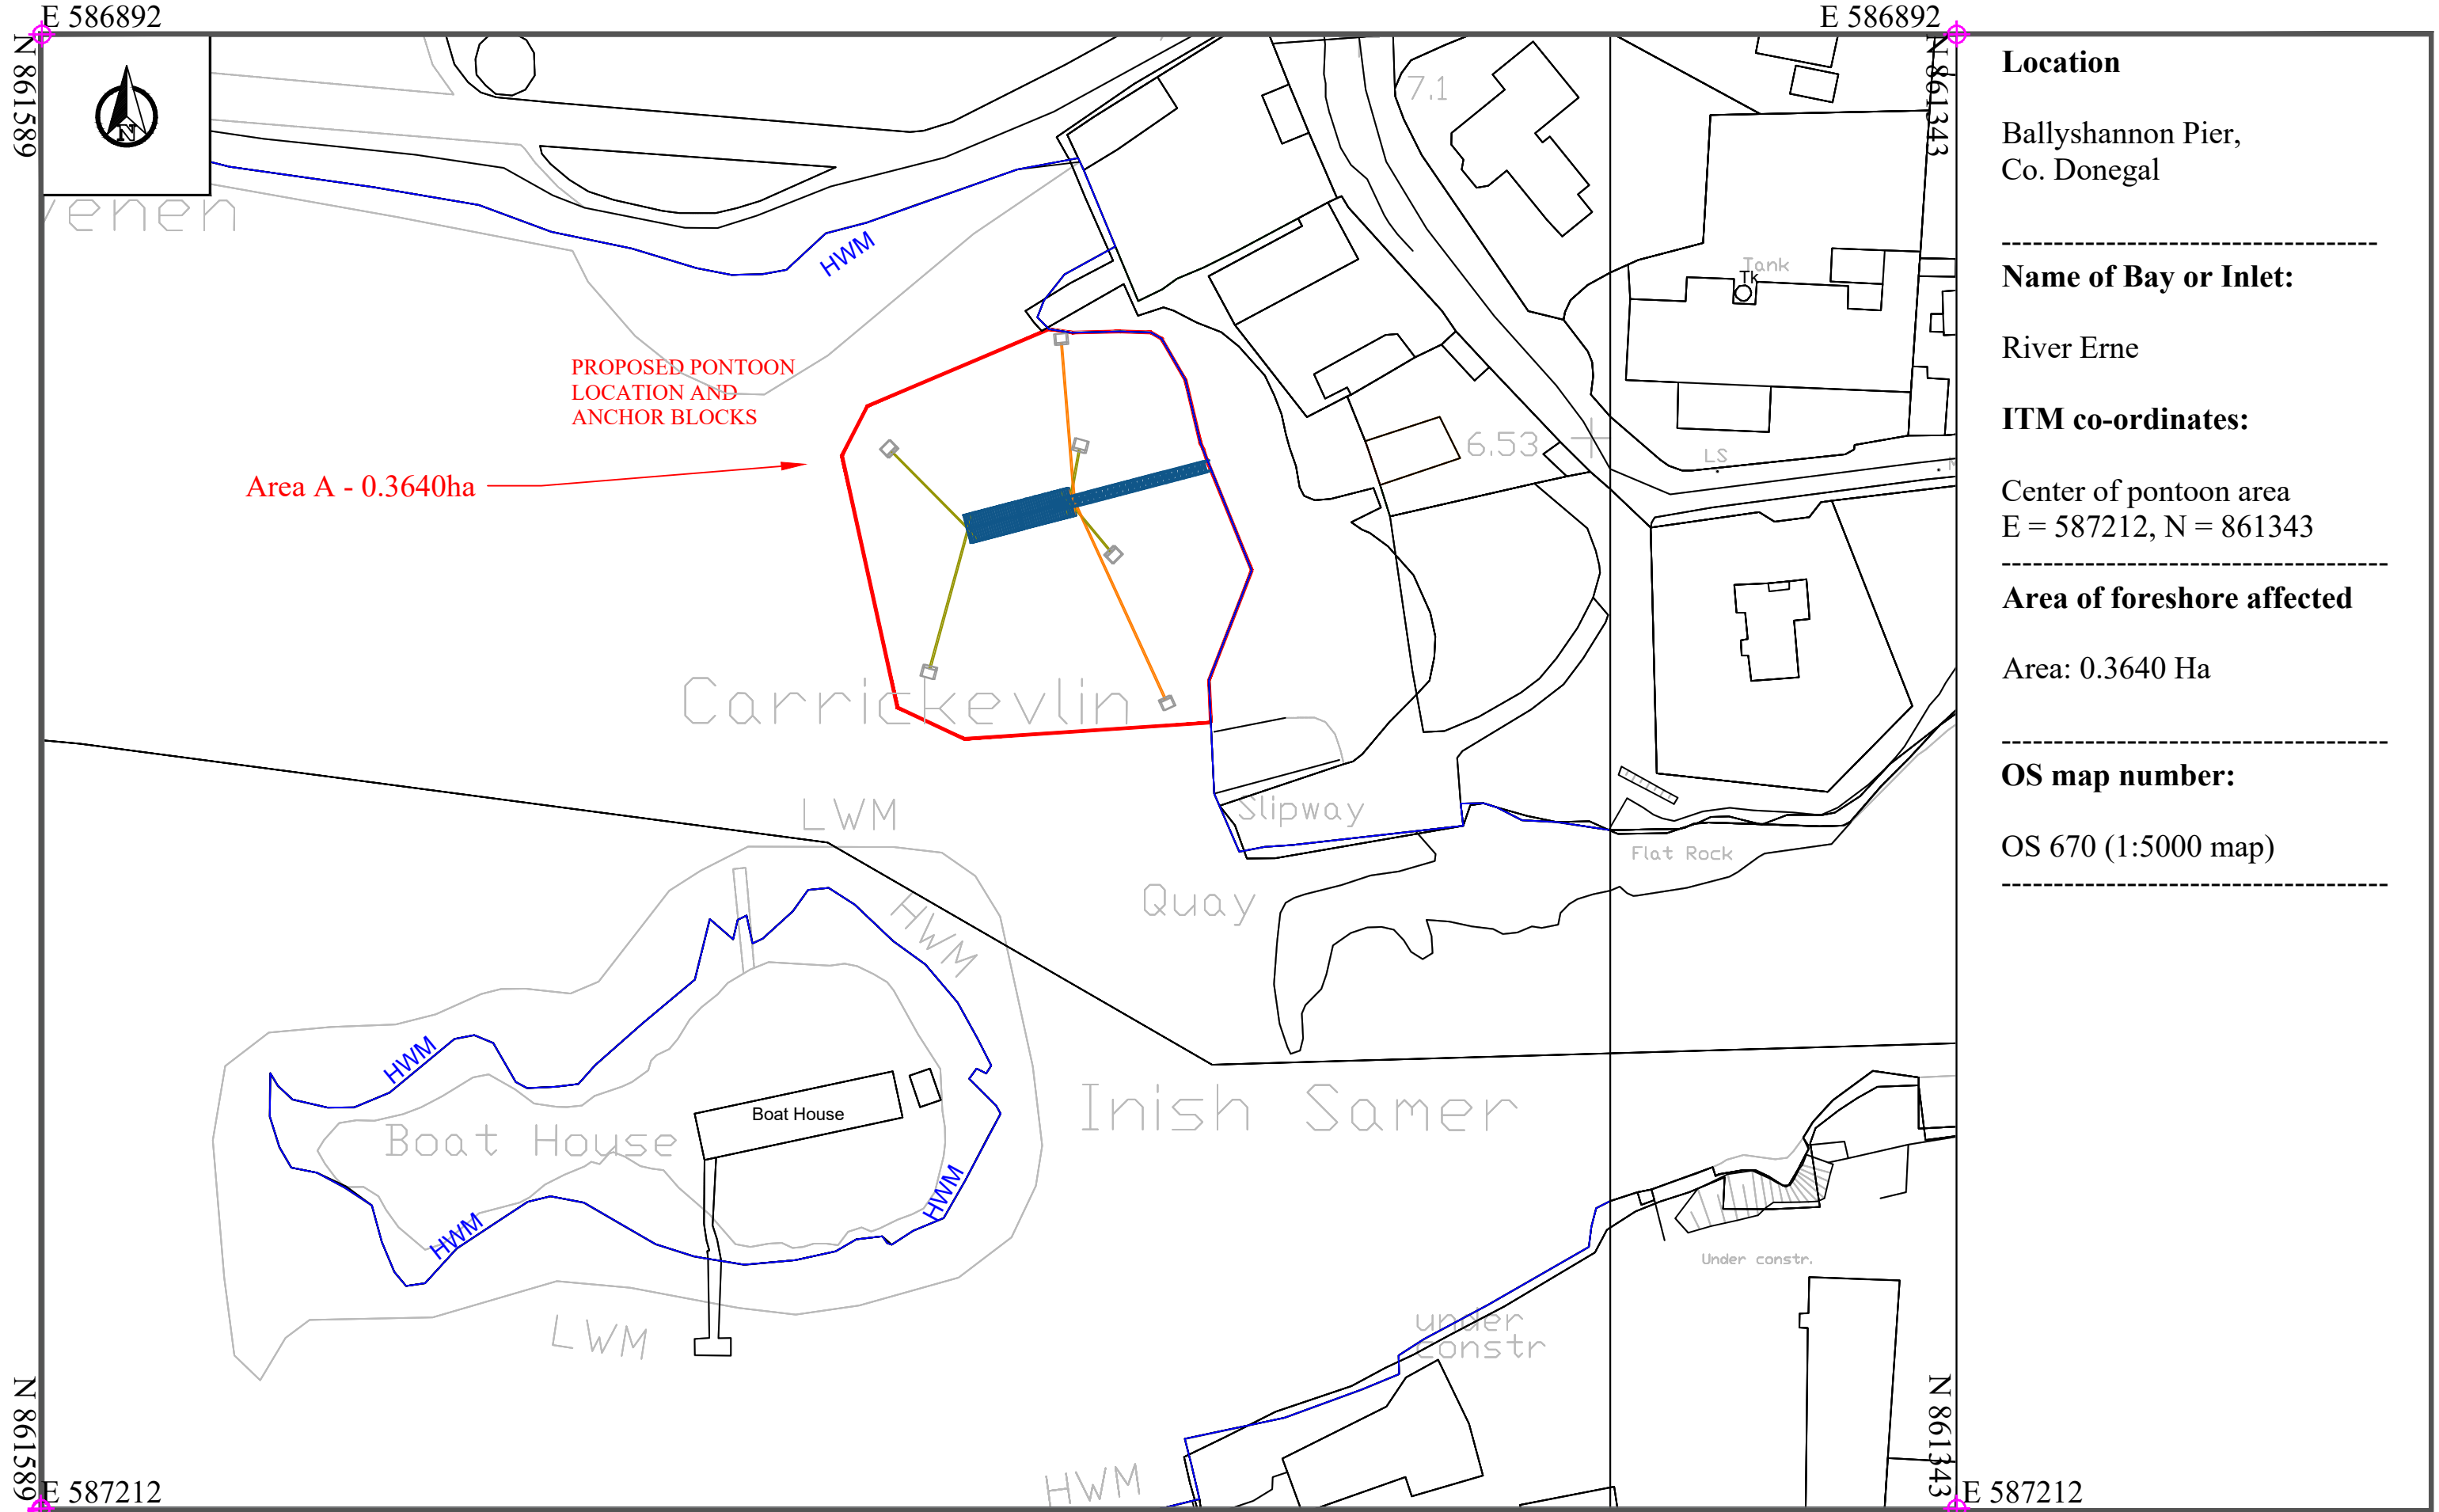 E 586892
E 586892
N 861589
N 861343
N
venen
HWM
7.1
Tank
Tk
PROPOSED PONTOON
LOCATION AND
ANCHOR BLOCKS
Area A - 0.3640ha
6.53
LS
Carrickevlin
LWM
Slipway
Flat Rock
Quay
HWM
HWM
Boat House
Boat House
Inish Samer
HWM
HWM
LWM
Under constr.
under
constr
HWM
N 861589
E 587212
N 861343
E 587212
Location
Ballyshannon Pier,
Co. Donegal
------------------------------------
Name of Bay or Inlet:
River Erne
ITM co-ordinates:
Center of pontoon area
E = 587212, N = 861343
-------------------------------------
Area of foreshore affected
Area: 0.3640 Ha
-------------------------------------
OS map number:
OS 670 (1:5000 map)
-------------------------------------